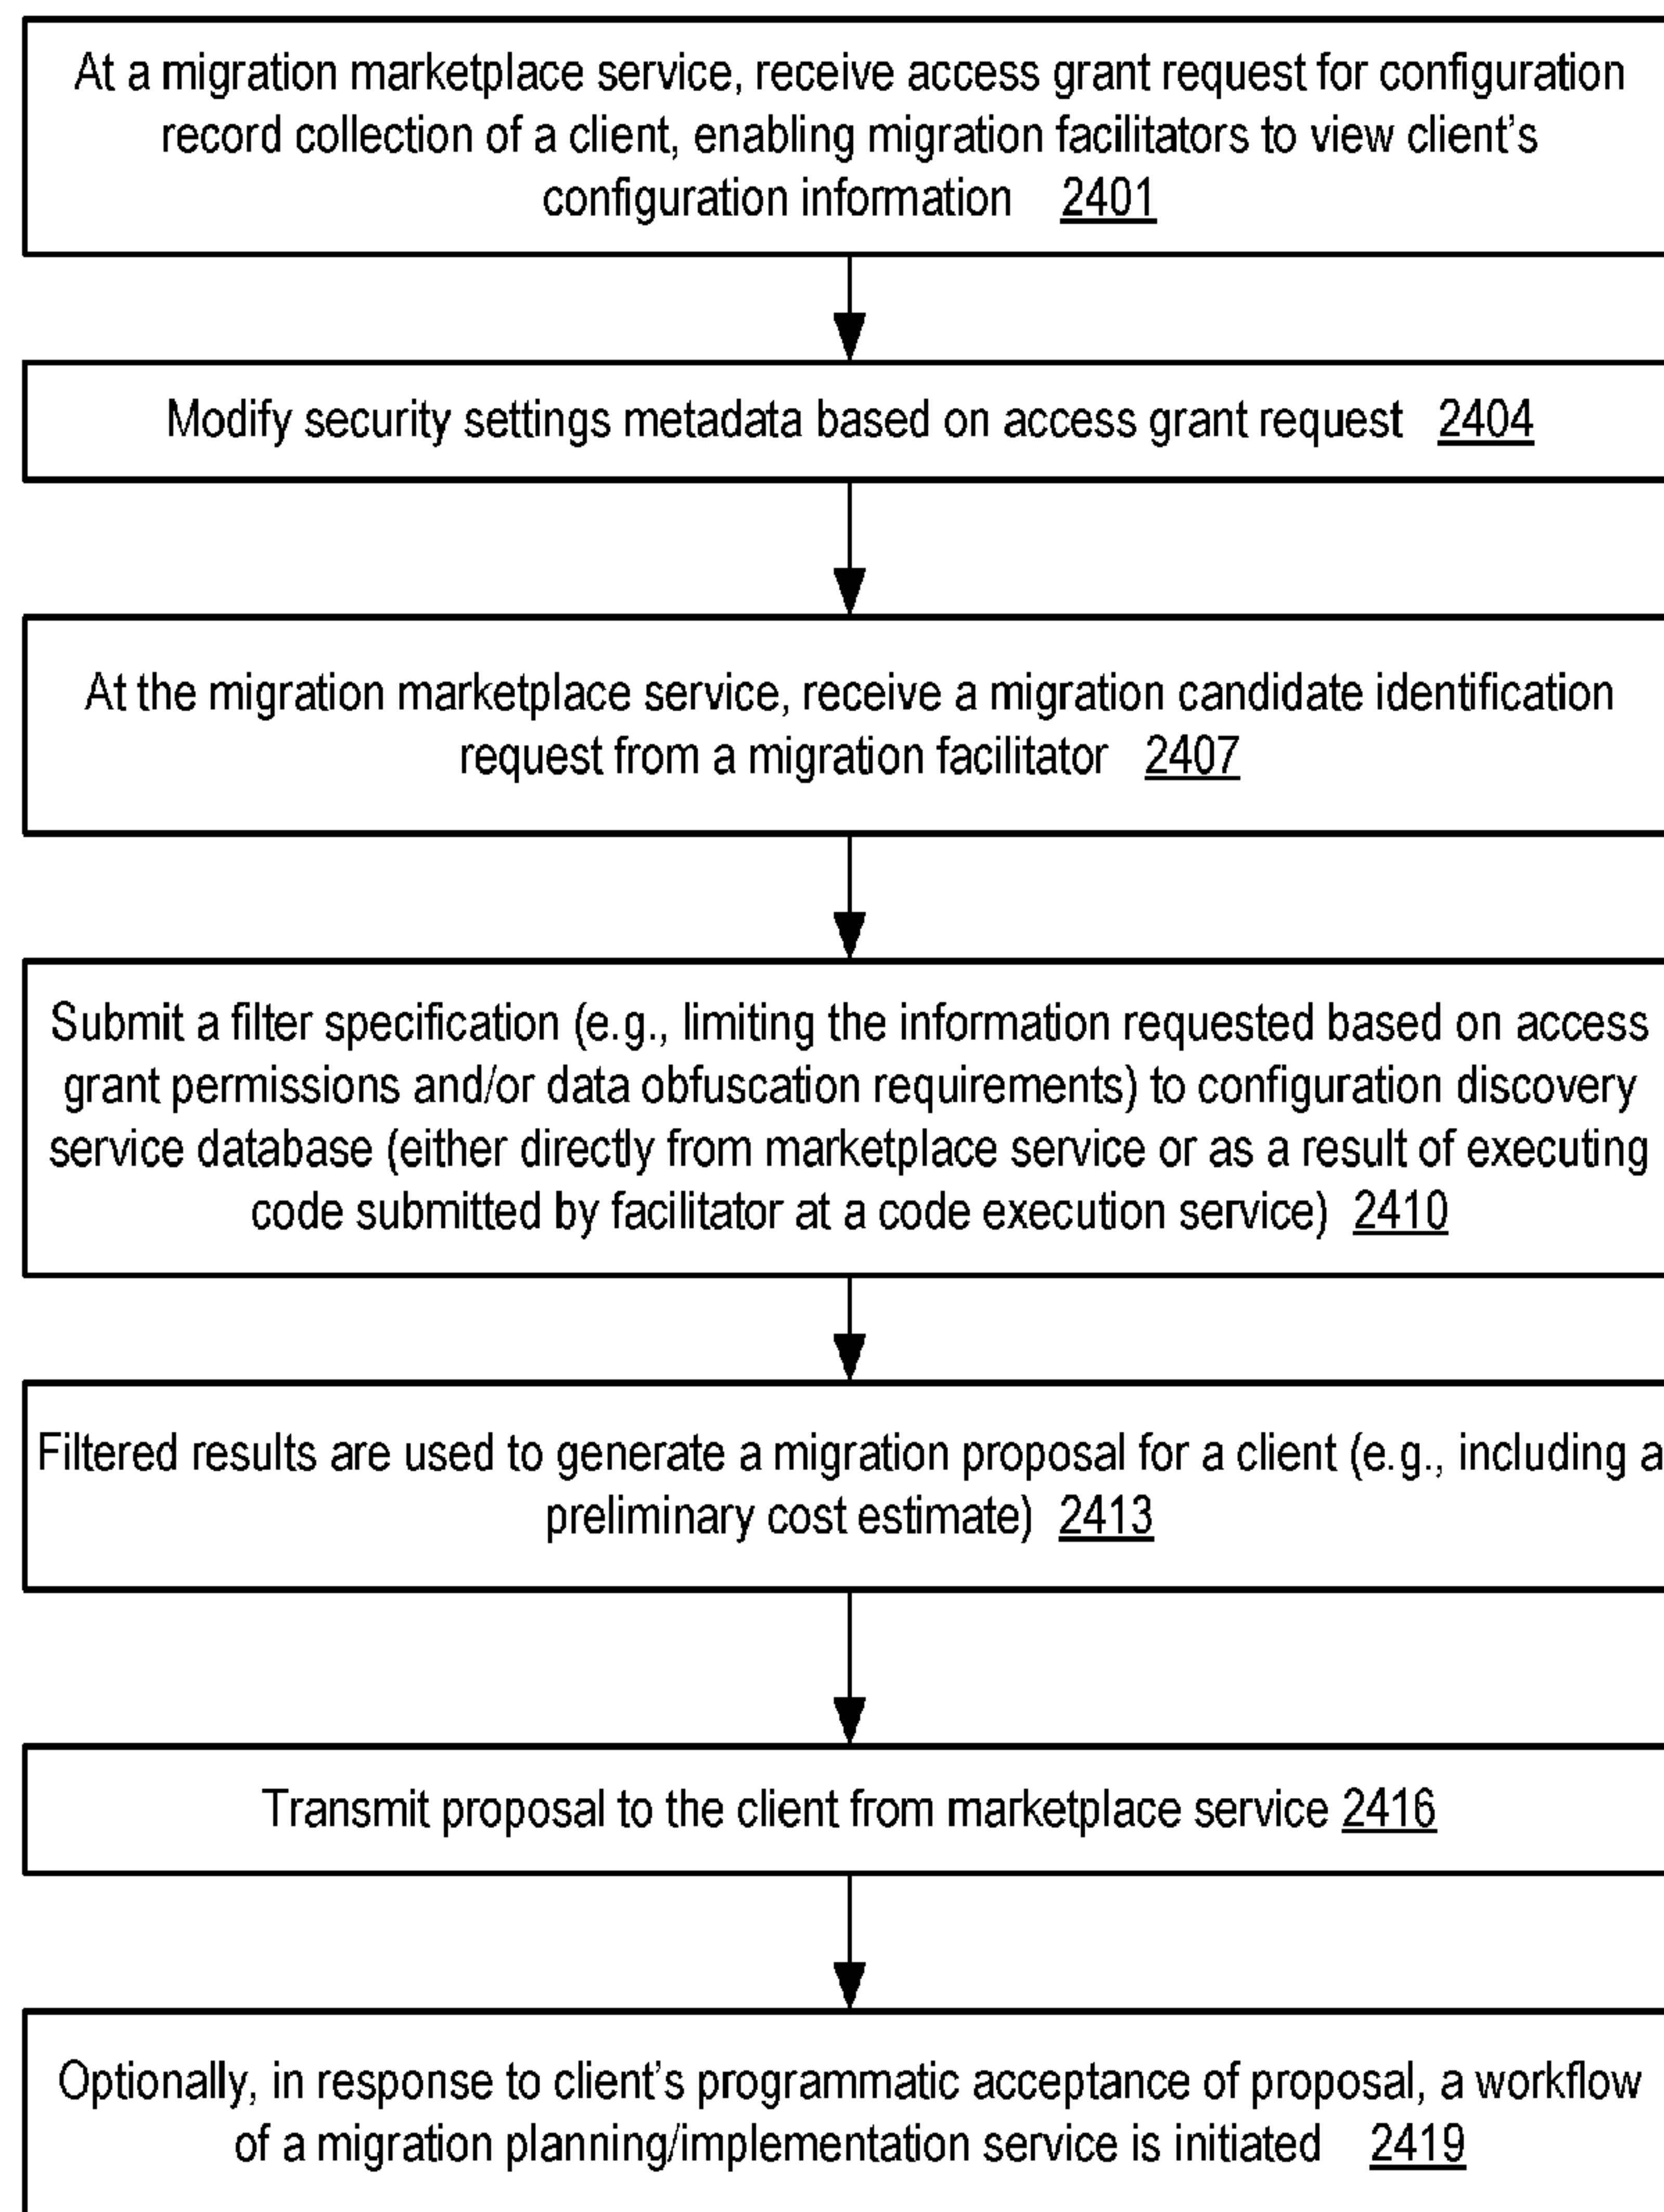 At a migration marketplace service, receive access grant request for configuration
record collection of a client, enabling migration facilitators to view client's
configuration information 2401
Modify security settings metadata based on access grant request 2404
At the migration marketplace service, receive a migration candidate identification
request from a migration facilitator 2407
Submit a filter specification (e.g., limiting the information requested based on access
grant permissions and/or data obfuscation requirements) to configuration discovery
service database (either directly from marketplace service or as a result of executing
code submitted by facilitator at a code execution service) 2410
Filtered results are used to generate a migration proposal for a client (e.g., including a
preliminary cost estimate) 2413
Transmit proposal to the client from marketplace service 2416
Optionally, in response to client's programmatic acceptance of proposal, a workflow
of a migration planning/implementation service is initiated 2419